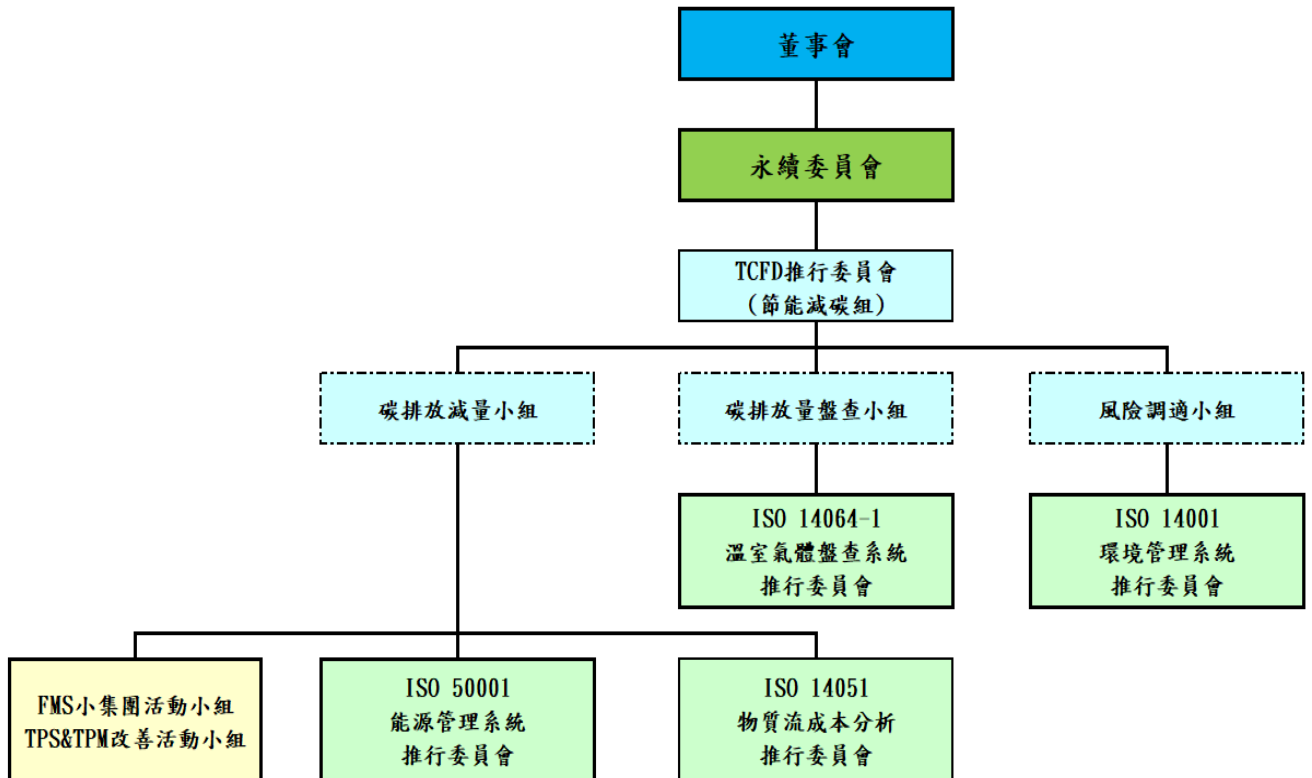 董事會
永續委員會
TCFD推行委員會
(節能減碳組)
碳排放減量小組
碳排放量盤查小組
風險調適小組
ISO 14064-1
溫室氣體盤查系統
推行委員會
ISO 14001
環境管理系統
推行委員會
FMS小集團活動小組
TPS&TPM改善活動小組
ISO 50001
能源管理系統
推行委員會
ISO 14051
物質流成本分析
推行委員會